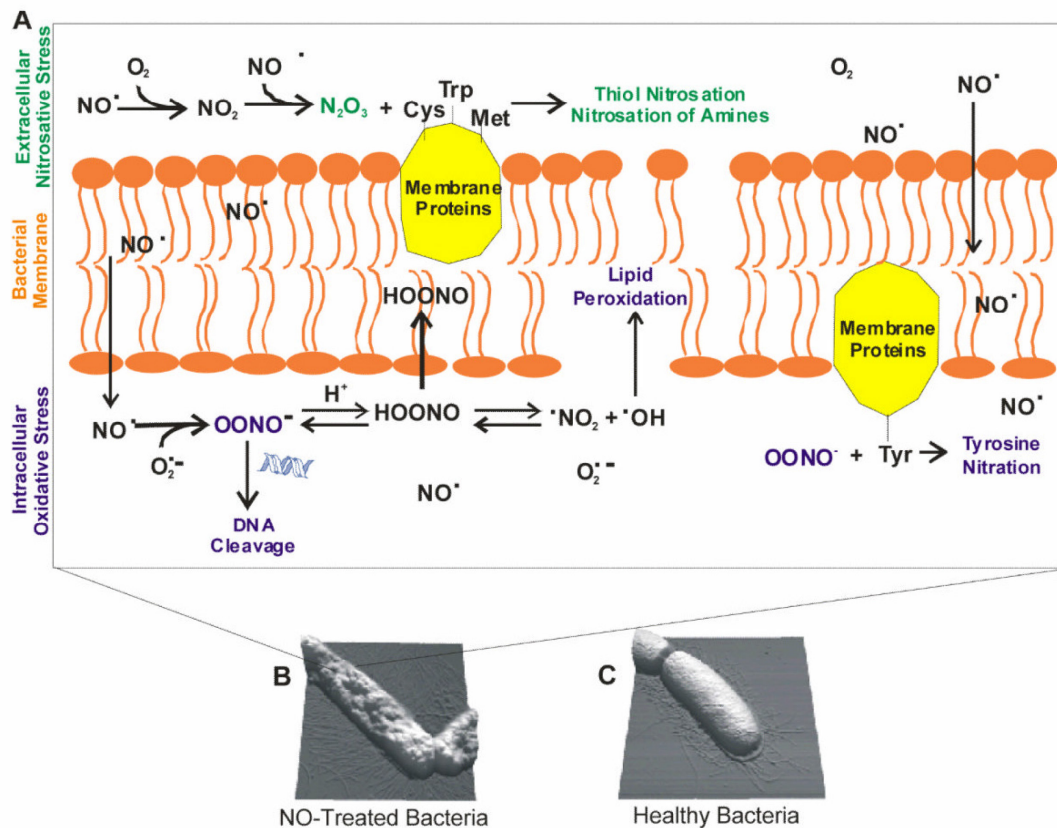 A
Extracellular
Nitrosative Stress
Bacterial
Membrane
Intracellular
Oxidative Stress
O₂
NO•
NO₂
NO •
N₂O₃ + Cys Trp Met
Thiol Nitrosation
Nitrosation of Amines
Membrane
Proteins
NO•
NO•
HOONO
Lipid
Peroxidation
NO•
O₂•-
OONO⁻
H⁺
HOONO
•NO₂ + •OH
O₂•-
NO•
DNA
Cleavage
O₂
NO•
NO•
Membrane
Proteins
NO•
NO•
OONO⁻ + Tyr
Tyrosine
Nitration
B
NO-Treated Bacteria
C
Healthy Bacteria